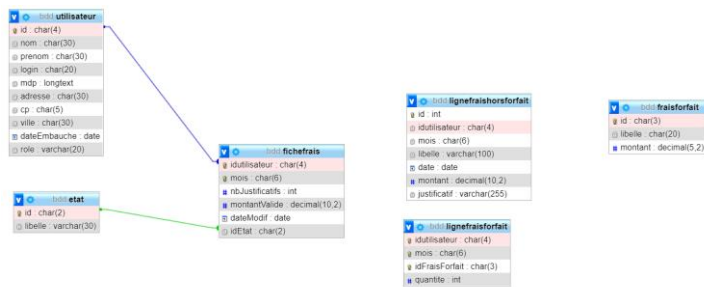 bdd utilisateur
id : char(4)
nom : char(30)
prenom : char(30)
login : char(20)
mdp : longtext
adresse : char(30)
cp : char(5)
ville : char(30)
dateEmbauche : date
role : varchar(20)
bdd etat
id : char(2)
libelle : varchar(30)
bdd fichefrais
idutilisateur : char(4)
mois : char(6)
nbJustificatifs : int
montantValide : decimal(10,2)
dateModif : date
idEtat : char(2)
bdd lignefraishorsforfait
id : int
idutilisateur : char(4)
mois : char(6)
libelle : varchar(100)
date : date
montant : decimal(10,2)
justificatif : varchar(255)
bdd lignefraisforfait
idutilisateur : char(4)
mois : char(6)
idFraisForfait : char(3)
quantite : int
bdd fraisforfait
id : char(3)
libelle : char(20)
montant : decimal(5,2)